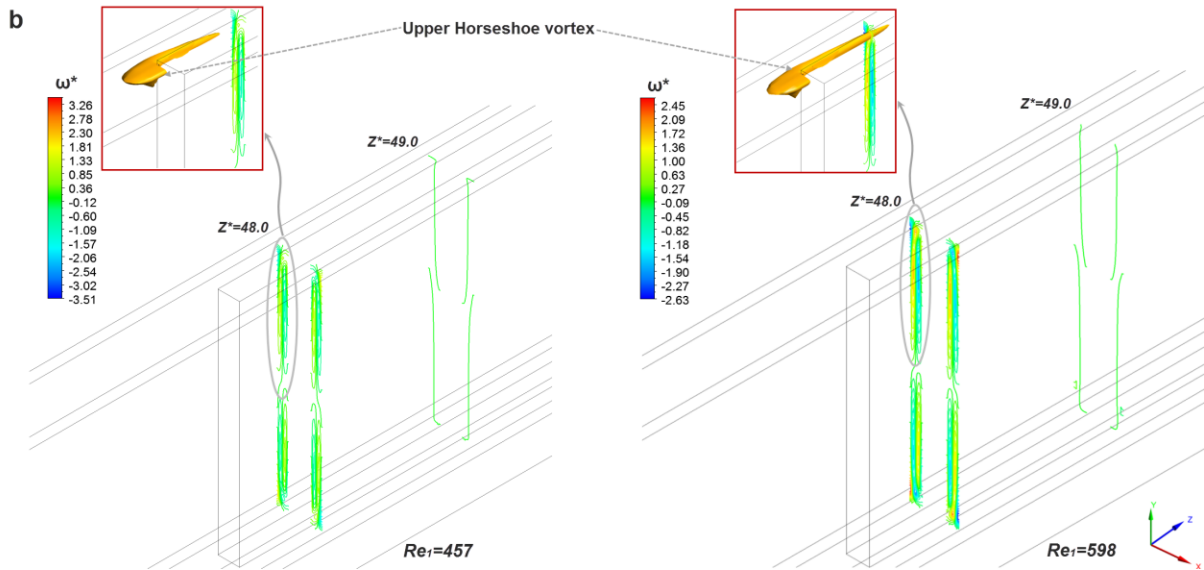 b
Upper Horseshoe vortex
ω*
3.26
2.78
2.30
1.81
1.33
0.85
0.36
-0.12
-0.60
-1.09
-1.57
-2.06
-2.54
-3.02
-3.51
Z*=49.0
Z*=48.0
Re₁=457
ω*
2.45
2.09
1.72
1.36
1.00
0.63
0.27
-0.09
-0.45
-0.82
-1.18
-1.54
-1.90
-2.27
-2.63
Z*=49.0
Z*=48.0
Re₁=598
Y
Z
X